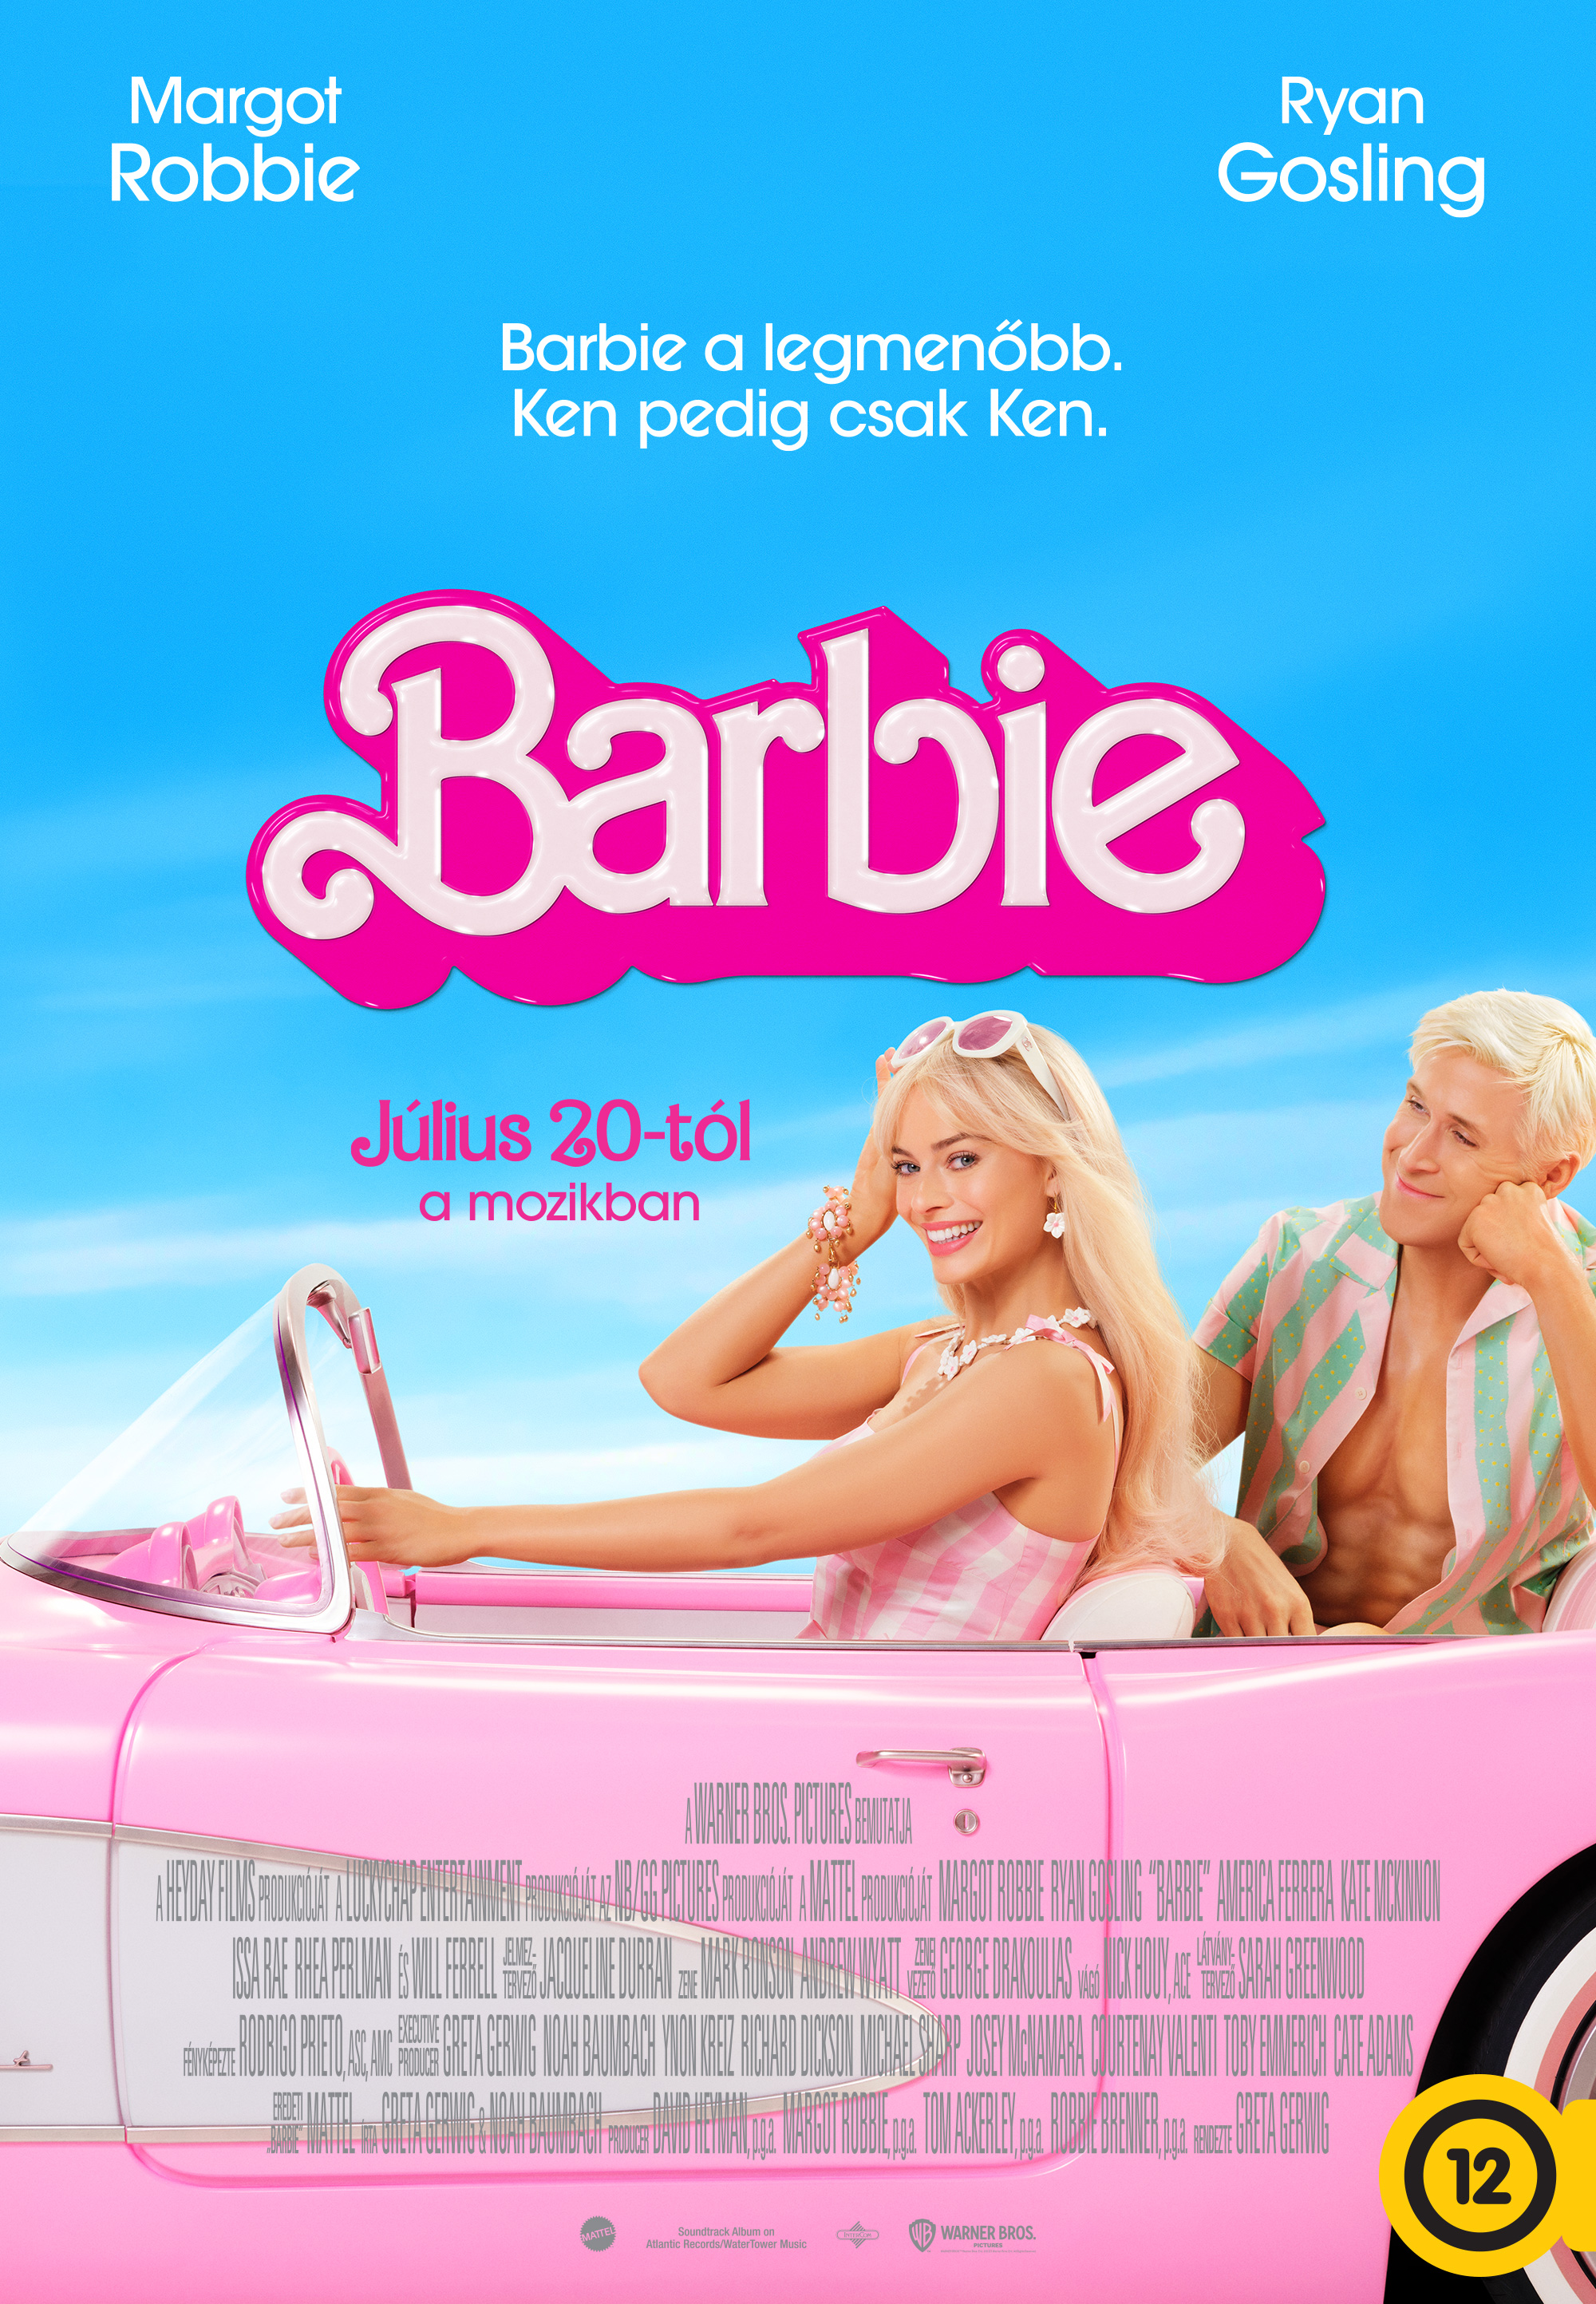 Margot
Robbie
Ryan
Gosling
Barbie a legmenőbb.
Ken pedig csak Ken.
Barbie
Július 20-tól
a mozikban
A WARNER BROS. PICTURES BEMUTATJA
A HEYDAY FILMS PRODUKCIÓJÁT A LUCKYCHAP ENTERTAINMENT PRODUKCIÓJÁT AZ NB/GG PICTURES PRODUKCIÓJÁT A MATTEL PRODUKCIÓJÁT MARGOT ROBBIE RYAN GOSLING “BARBIE” AMERICA FERRERA KATE MCKINNON
ISSA RAE RHEA PERLMAN ÉS WILL FERRELL JELMEZ-TERVEZŐ JACQUELINE DURRAN ZENE MARK RONSON ANDREW WYATT ZENEI VEZETŐ GEORGE DRAKOULIAS VÁGÓ NICK HOUY, ACE LÁTVÁNY-TERVEZŐ SARAH GREENWOOD
FÉNYKÉPEZTE RODRIGO PRIETO, ASC, AMC EXECUTIVE PRODUCER GRETA GERWIG NOAH BAUMBACH YNON KREIZ RICHARD DICKSON MICHAEL SHARP JOSEY McNAMARA COURTENAY VALENTI TOBY EMMERICH CATE ADAMS
EREDETI „BARBIE” MATTEL ÍRTA GRETA GERWIG & NOAH BAUMBACH PRODUCER DAVID HEYMAN, p.g.a. MARGOT ROBBIE, p.g.a. TOM ACKERLEY, p.g.a. ROBBIE BRENNER, p.g.a. RENDEZTE GRETA GERWIG
12
MATTEL
Soundtrack Album on
Atlantic Records/WaterTower Music
INTERCOM
WB WARNER BROS.
PICTURES